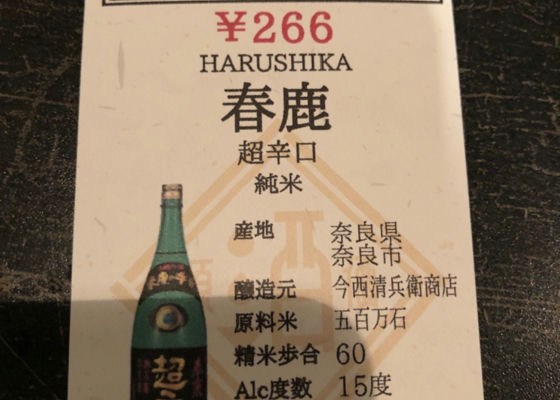 ¥266
HARUSHIKA
春鹿
超辛口
純米
産地 奈良県
奈良市
醸造元 今西清兵衛商店
原料米 五百万石
精米歩合 60
Alc度数 15度
超